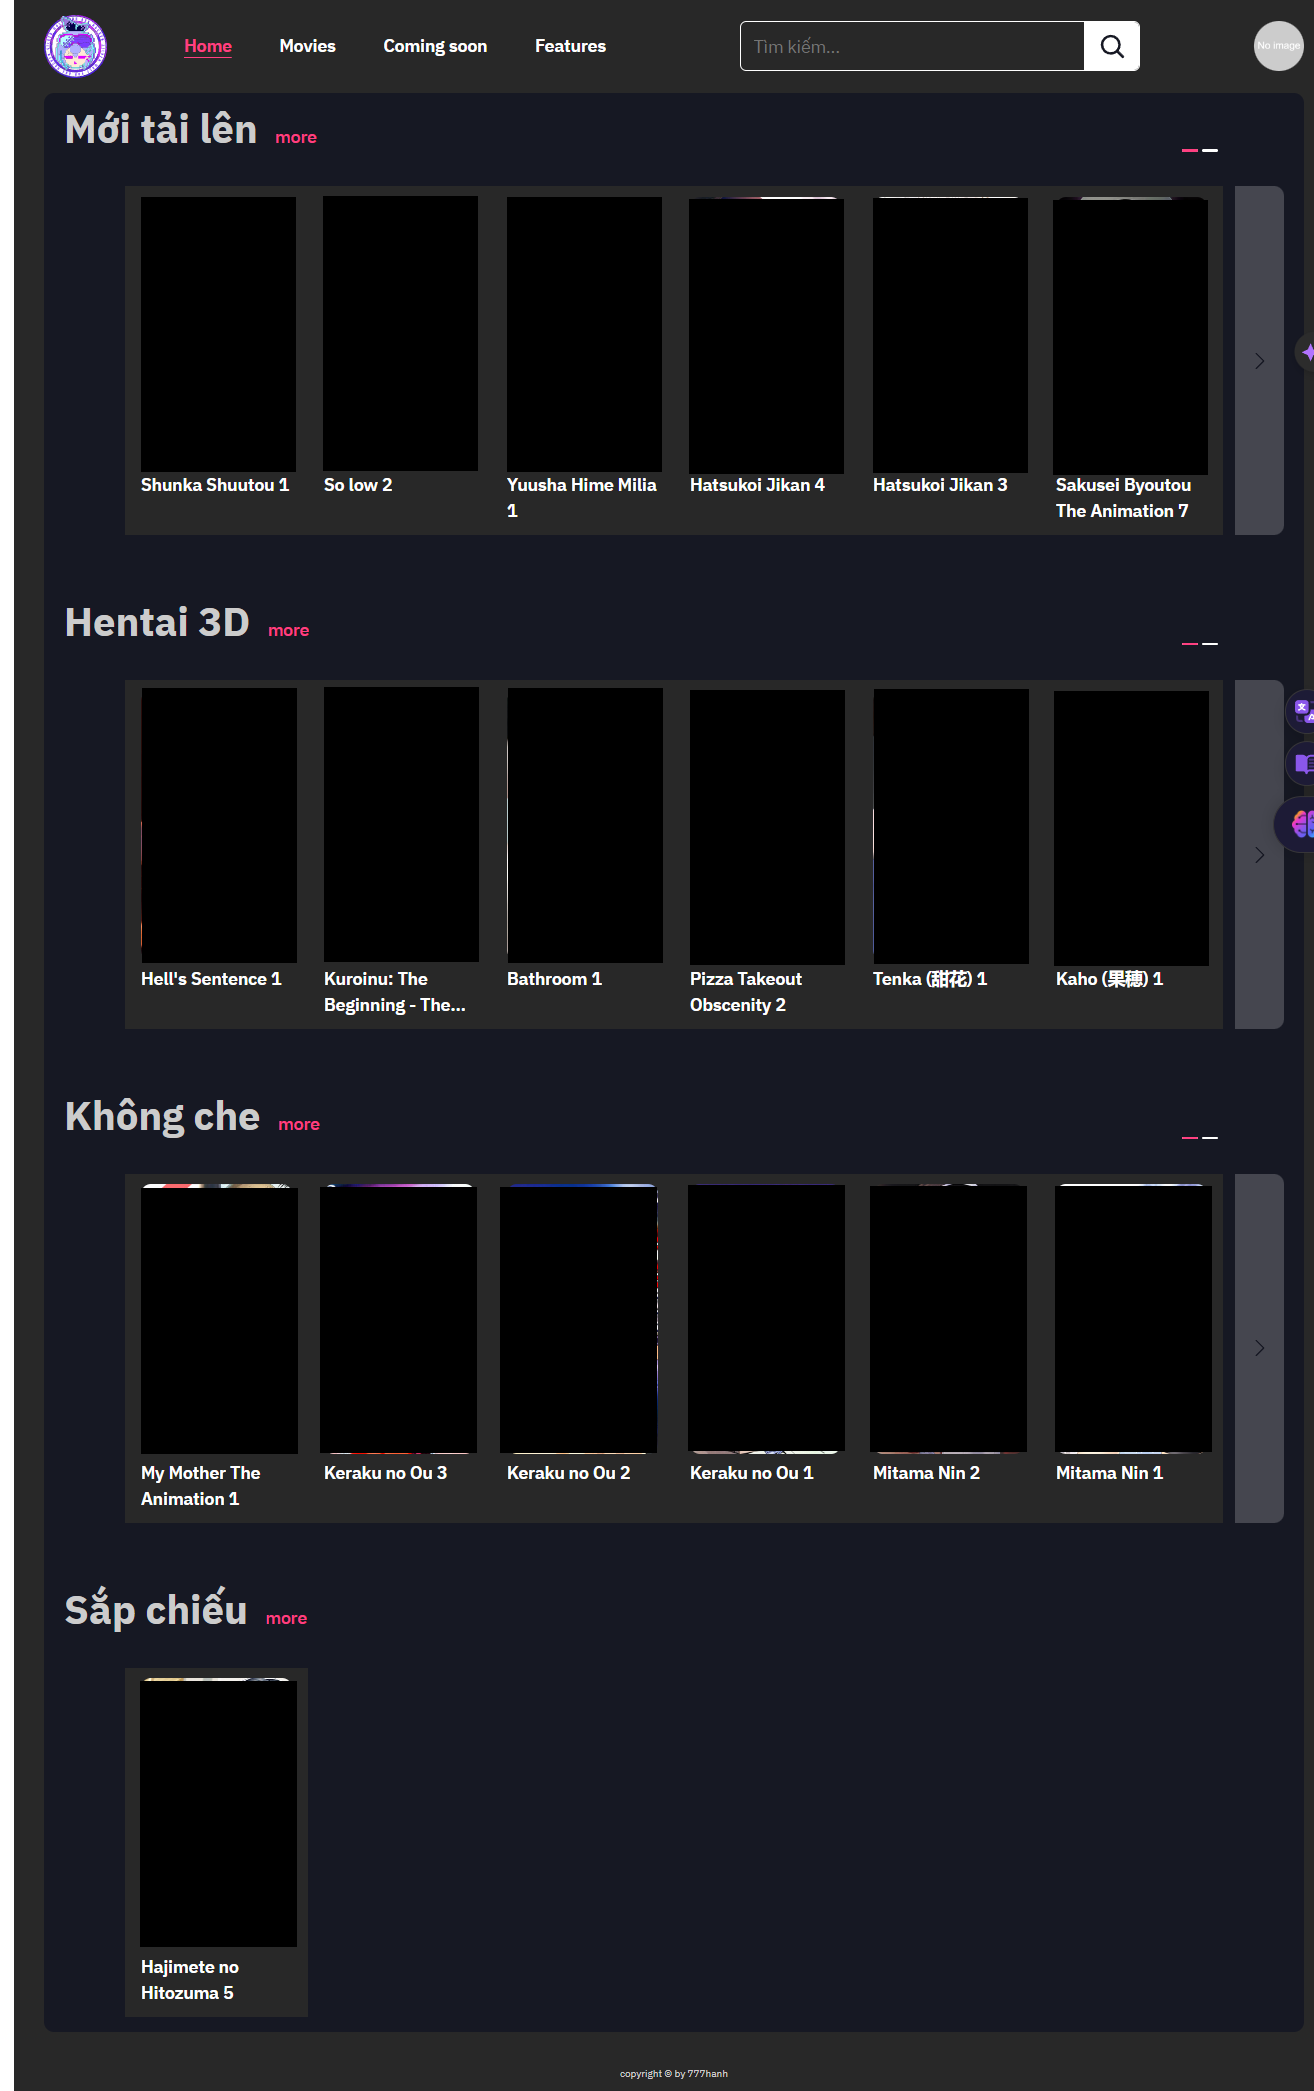 Home Movies Coming soon Features
Tìm kiếm...
No image
Mới tải lên more
Shunka Shuutou 1
So low 2
Yuusha Hime Milia
1
Hatsukoi Jikan 4
Hatsukoi Jikan 3
Sakusei Byoutou
The Animation 7
Hentai 3D more
Hell's Sentence 1
Kuroinu: The
Beginning - The...
Bathroom 1
Pizza Takeout
Obscenity 2
Tenka (甜花) 1
Kaho (果穂) 1
Không che more
My Mother The
Animation 1
Keraku no Ou 3
Keraku no Ou 2
Keraku no Ou 1
Mitama Nin 2
Mitama Nin 1
Sắp chiếu more
Hajimete no
Hitozuma 5
copyright © by 777hanh